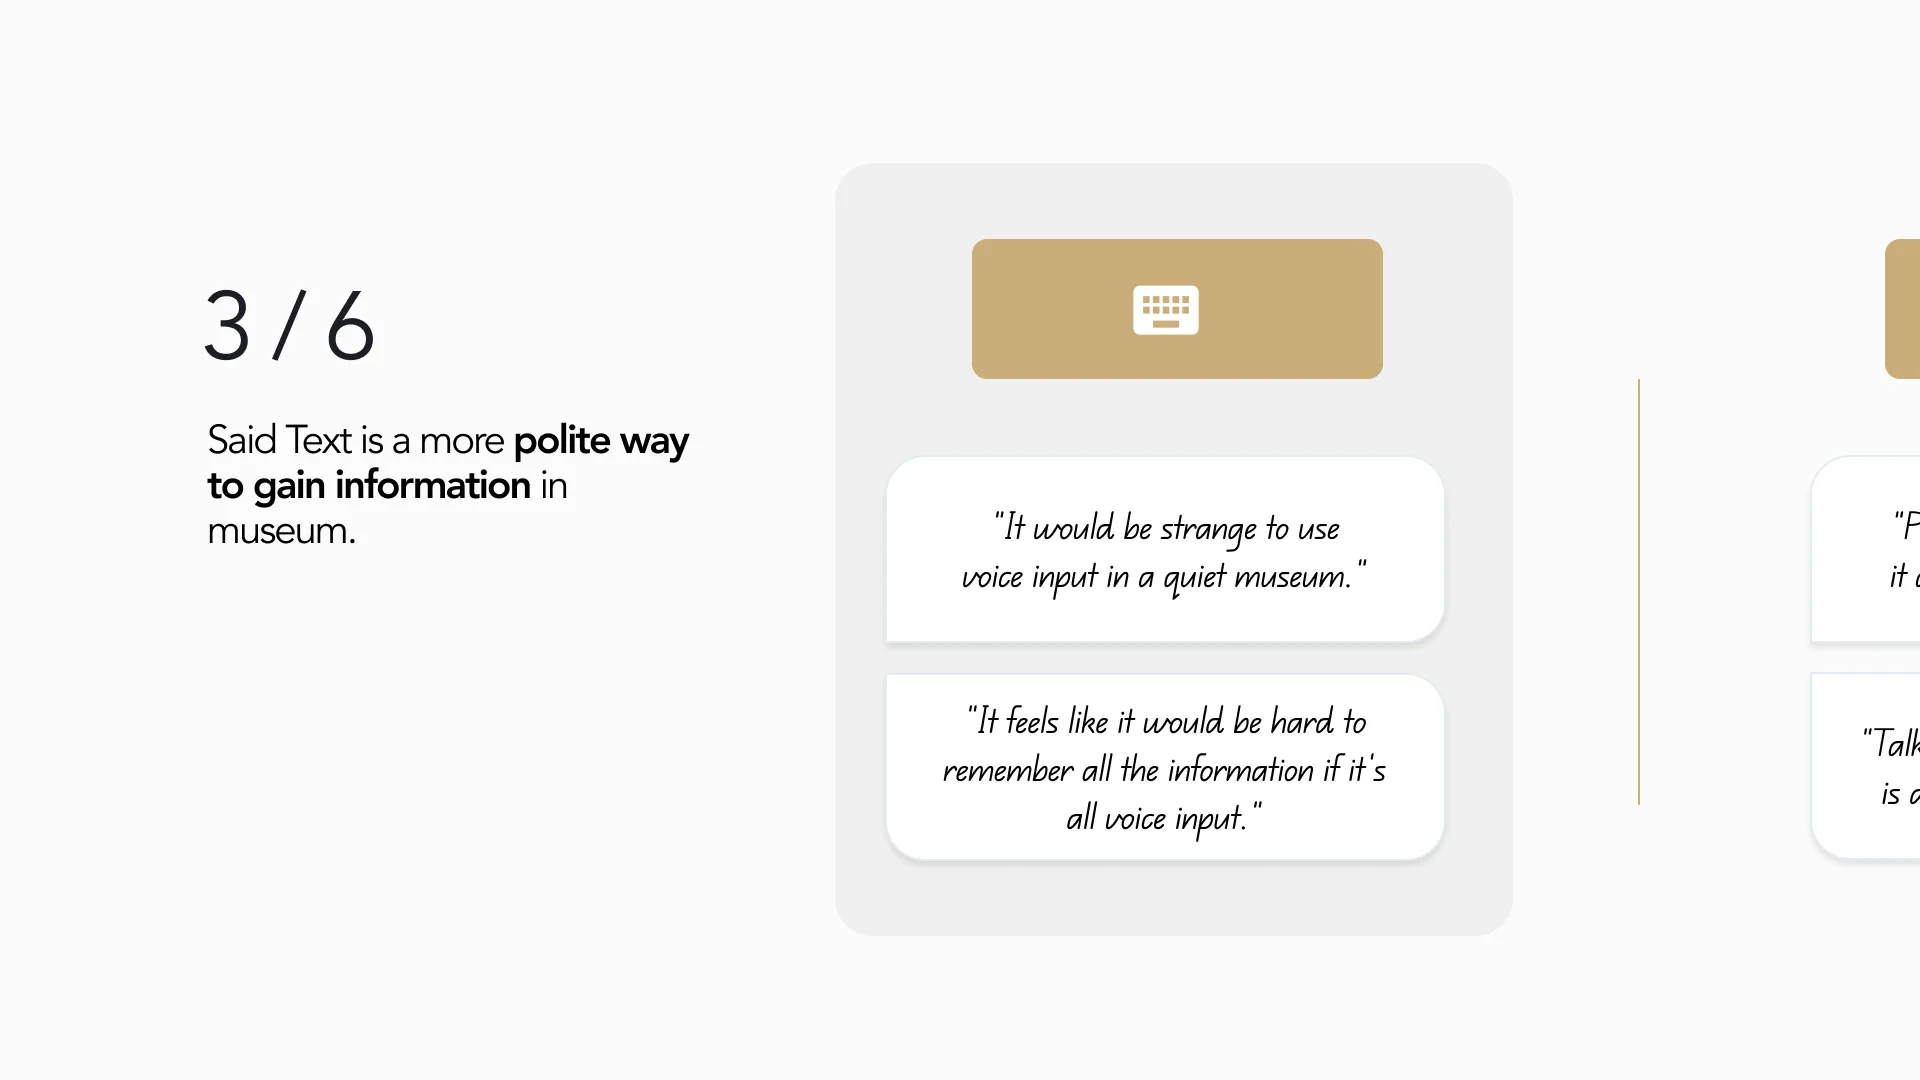 3 / 6
Said Text is a more polite way
to gain information in
museum.
"It would be strange to use
voice input in a quiet museum."
"It feels like it would be hard to
remember all the information if it's
all voice input."
it
is